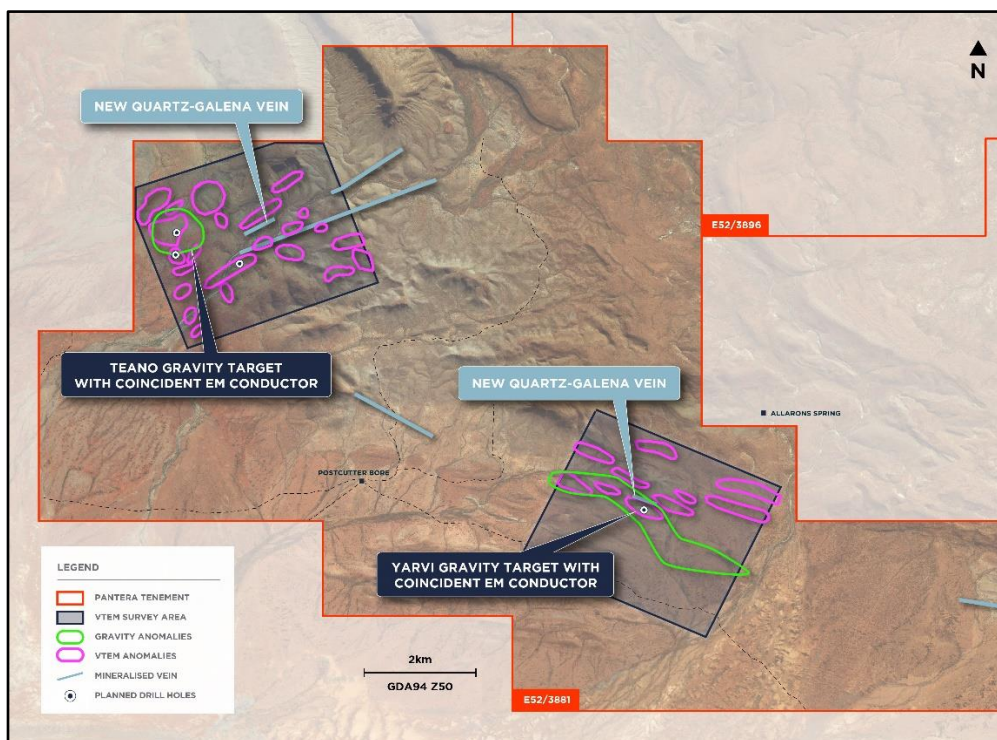 N
NEW QUARTZ-GALENA VEIN
E52/3896
TEANO GRAVITY TARGET
WITH COINCIDENT EM CONDUCTOR
NEW QUARTZ-GALENA VEIN
ALLARONS SPRING
POSTCUTTER BORE
YARVI GRAVITY TARGET WITH
COINCIDENT EM CONDUCTOR
LEGEND
PANTERA TENEMENT
VTEM SURVEY AREA
GRAVITY ANOMALIES
VTEM ANOMALIES
MINERALISED VEIN
PLANNED DRILL HOLES
2km
GDA94 Z50
E52/3881